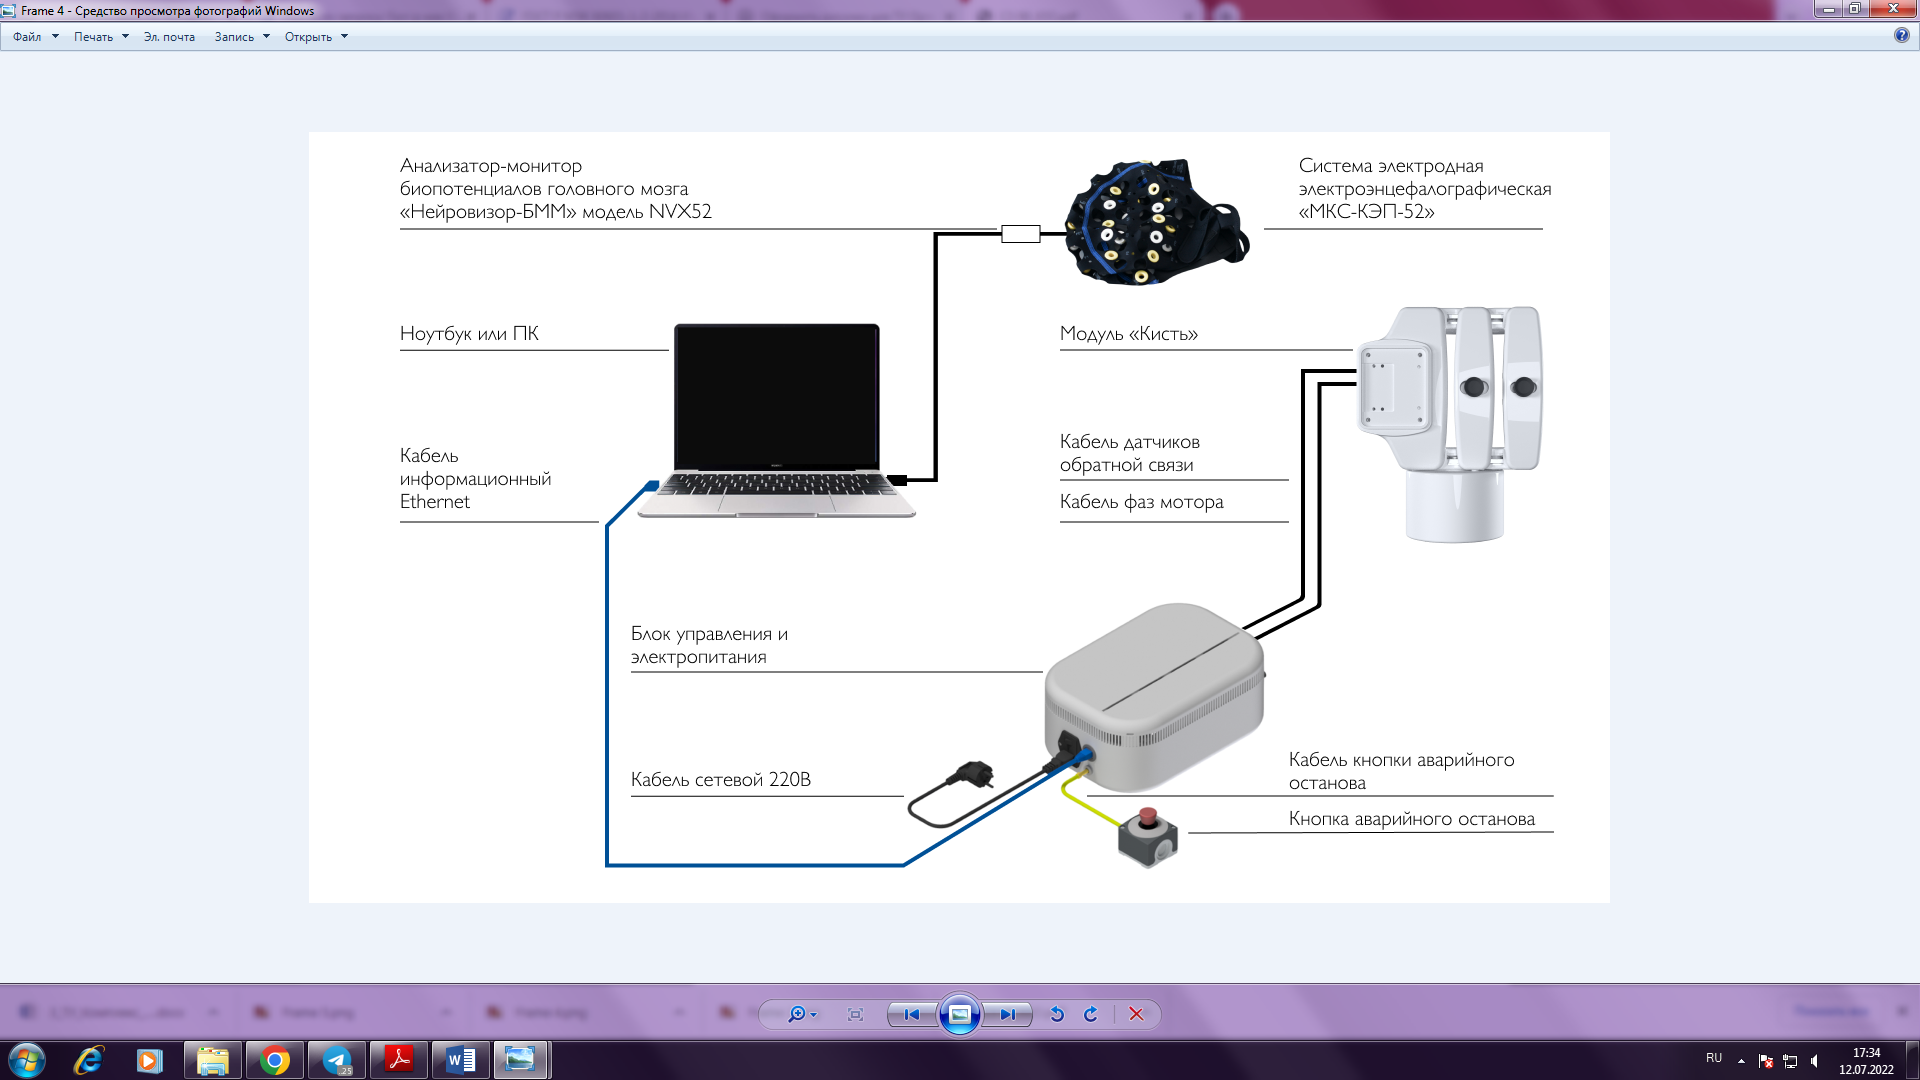 Frame 4 - Средство просмотра фотографий Windows
Файл Печать Эл. почта Запись Открыть
Анализатор-монитор
биопотенциалов головного мозга
«Нейровизор-БММ» модель NVX52
Система электродная
электроэнцефалографическая
«МКС-КЭП-52»
Ноутбук или ПК
Модуль «Кисть»
Кабель
информационный
Ethernet
Кабель датчиков
обратной связи
Кабель фаз мотора
Блок управления и
электропитания
Кабель сетевой 220В
Кабель кнопки аварийного
останова
Кнопка аварийного останова
RU
17:34
12.07.2022